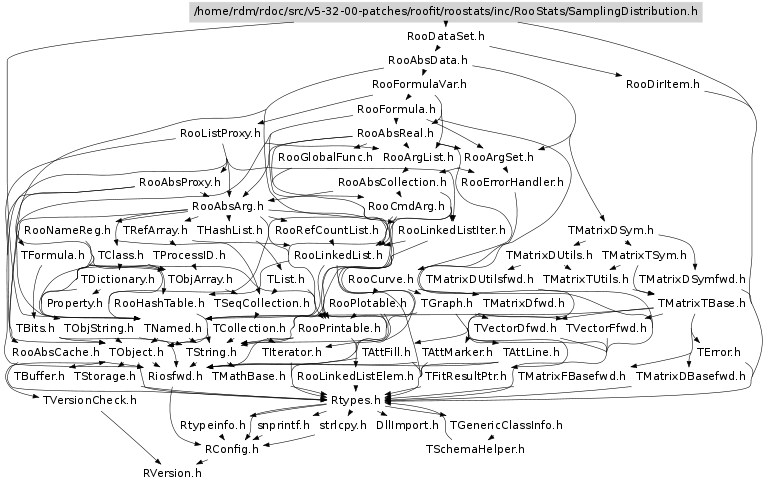 /home/rdm/rdoc/src/v5-32-00-patches/roofit/roostats/inc/RooStats/SamplingDistribution.h
RooDataSet.h
RooAbsData.h
RooFormulaVar.h RooDirItem.h
RooFormula.h
RooListProxy.h RooAbsReal.h
RooGlobalFunc.h RooArgList.h RooArgSet.h
RooAbsProxy.h RooAbsCollection.h RooErrorHandler.h
RooAbsArg.h RooCmdArg.h
RooNameReg.h TRefArray.h THashList.h RooRefCountList.h RooLinkedListIter.h TMatrixDSym.h
TFormula.h TClass.h TProcessID.h RooLinkedList.h TMatrixDUtils.h TMatrixTSym.h
TDictionary.h TObjArray.h TList.h RooCurve.h TMatrixDUtilsfwd.h TMatrixTUtils.h TMatrixDSymfwd.h
Property.h RooHashTable.h TSeqCollection.h RooPlotable.h TGraph.h TMatrixDfwd.h TMatrixTBase.h
TBits.h TObjString.h TNamed.h TCollection.h RooPrintable.h TVectorDfwd.h TVectorFfwd.h
RooAbsCache.h TObject.h TString.h TIterator.h TAttFill.h TAttMarker.h TAttLine.h TError.h
TBuffer.h TStorage.h Riosfwd.h TMathBase.h RooLinkedListElem.h TFitResultPtr.h TMatrixFBasefwd.h TMatrixDBasefwd.h
TVersionCheck.h Rtypes.h
Rtypeinfo.h snprintf.h strlcpy.h DllImport.h TGenericClassInfo.h
RConfig.h TSchemaHelper.h
RVersion.h